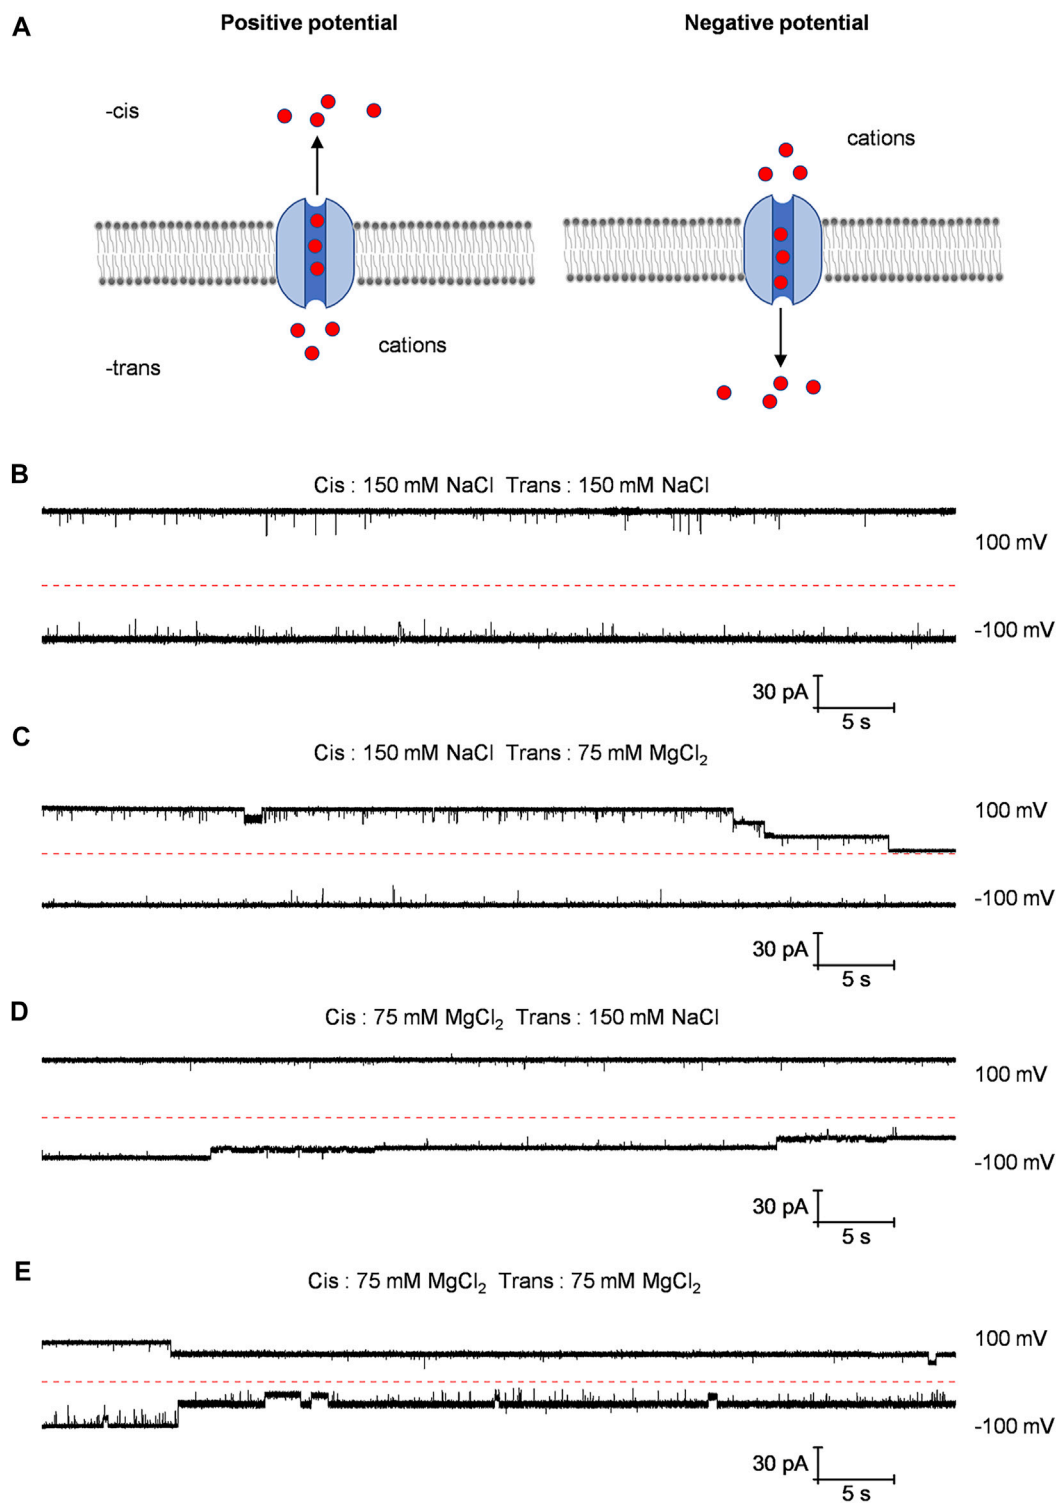 A
Positive potential
Negative potential
-cis
cations
cations
-trans
B
Cis : 150 mM NaCl Trans : 150 mM NaCl
100 mV
-100 mV
30 pA
5 s
C
Cis : 150 mM NaCl Trans : 75 mM MgCl₂
100 mV
-100 mV
30 pA
5 s
D
Cis : 75 mM MgCl₂ Trans : 150 mM NaCl
100 mV
-100 mV
30 pA
5 s
E
Cis : 75 mM MgCl₂ Trans : 75 mM MgCl₂
100 mV
-100 mV
30 pA
5 s